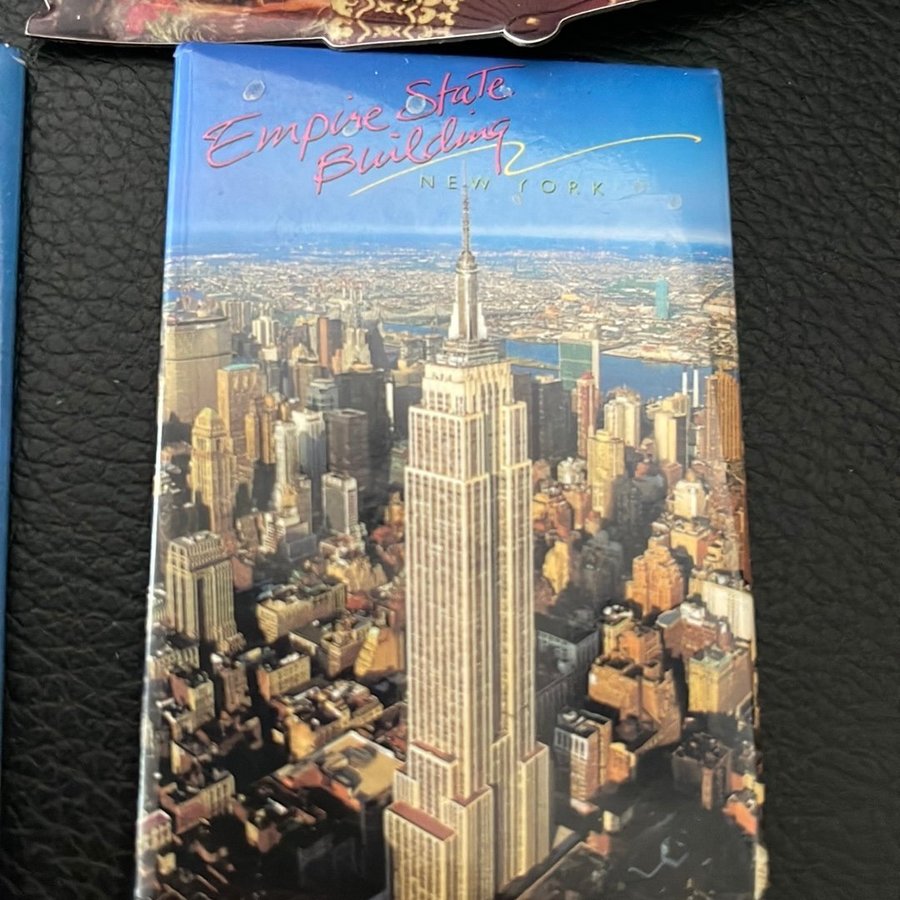 Empire State
Building
NEW YORK